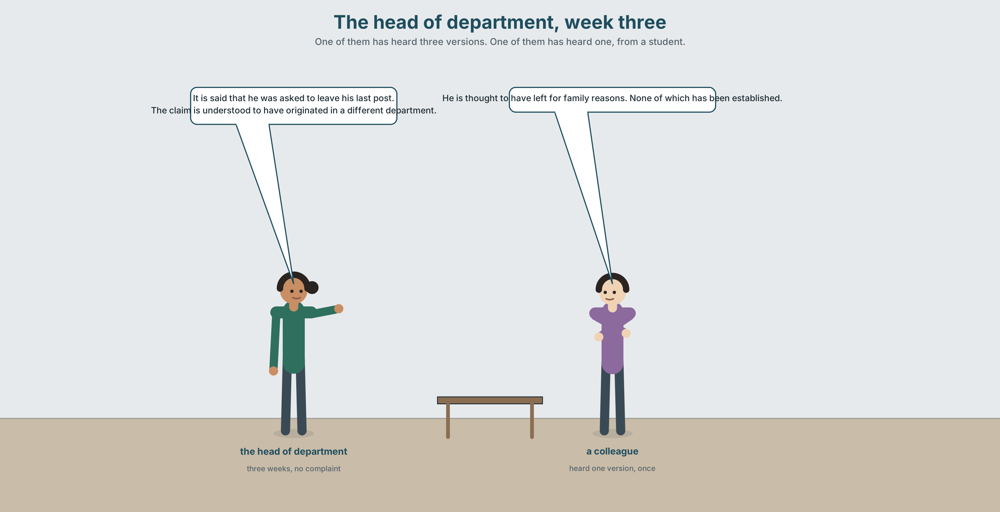 The head of department, week three
One of them has heard three versions. One of them has heard one, from a student.
It is said that he was asked to leave his last post.
The claim is understood to have originated in a different department.
He is thought to have left for family reasons. None of which has been established.
the head of department
three weeks, no complaint
a colleague
heard one version, once